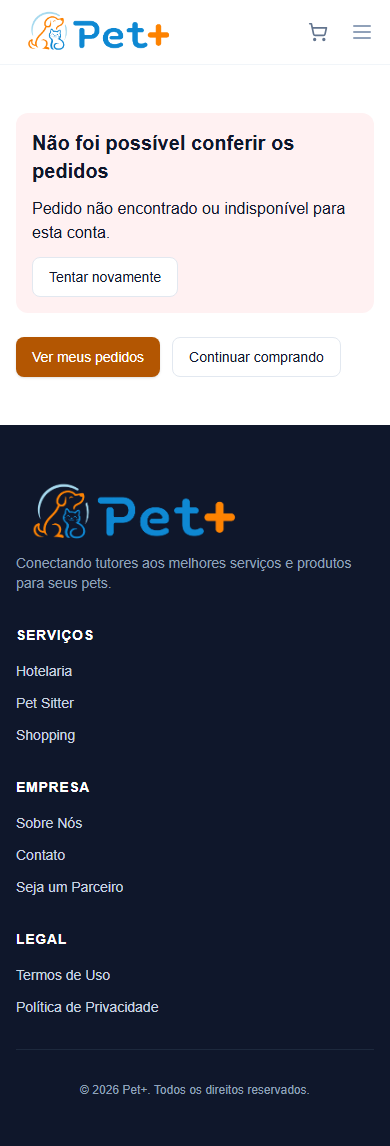 Pet+
Não foi possível conferir os
pedidos
Pedido não encontrado ou indisponível para
esta conta.
Tentar novamente
Ver meus pedidos
Continuar comprando
Pet+
Conectando tutores aos melhores serviços e produtos
para seus pets.
SERVIÇOS
Hotelaria
Pet Sitter
Shopping
EMPRESA
Sobre Nós
Contato
Seja um Parceiro
LEGAL
Termos de Uso
Política de Privacidade
© 2026 Pet+. Todos os direitos reservados.